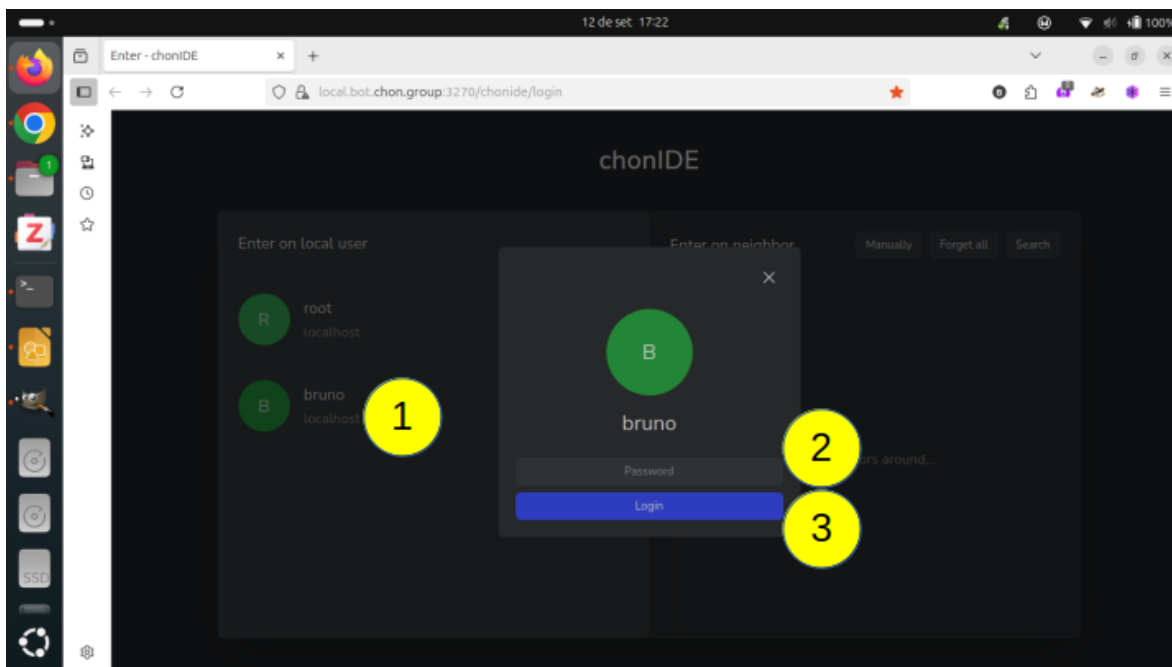 12 de set 17:22
100%
Enter - chonIDE
local.bot.chon.group:3270/chonide/login
1
chonIDE
Enter on local user
Enter on neighbor
Manually
Forget all
Search
R
root
localhost
B
bruno
localhost
1
B
bruno
Password
2
Login
3
ors around...
Z
>_
SSD